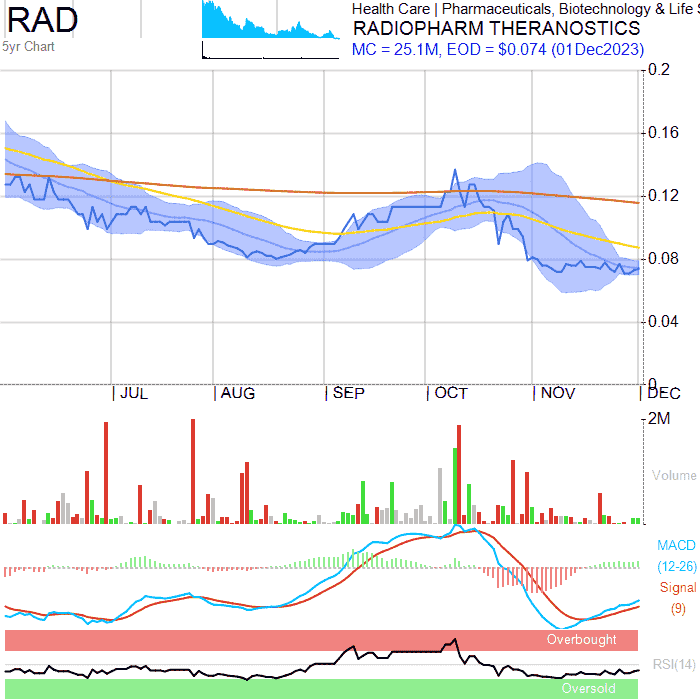 RAD
5yr Chart
Health Care | Pharmaceuticals, Biotechnology & Life S
RADIOPHARM THERANOSTICS
MC = 25.1M, EOD = $0.074 (01Dec2023)
0.2
0.16
0.12
0.08
0.04
0
JUL AUG SEP OCT NOV DEC
2M
Volume
MACD
(12-26)
Signal
(9)
Overbought
RSI(14)
Oversold